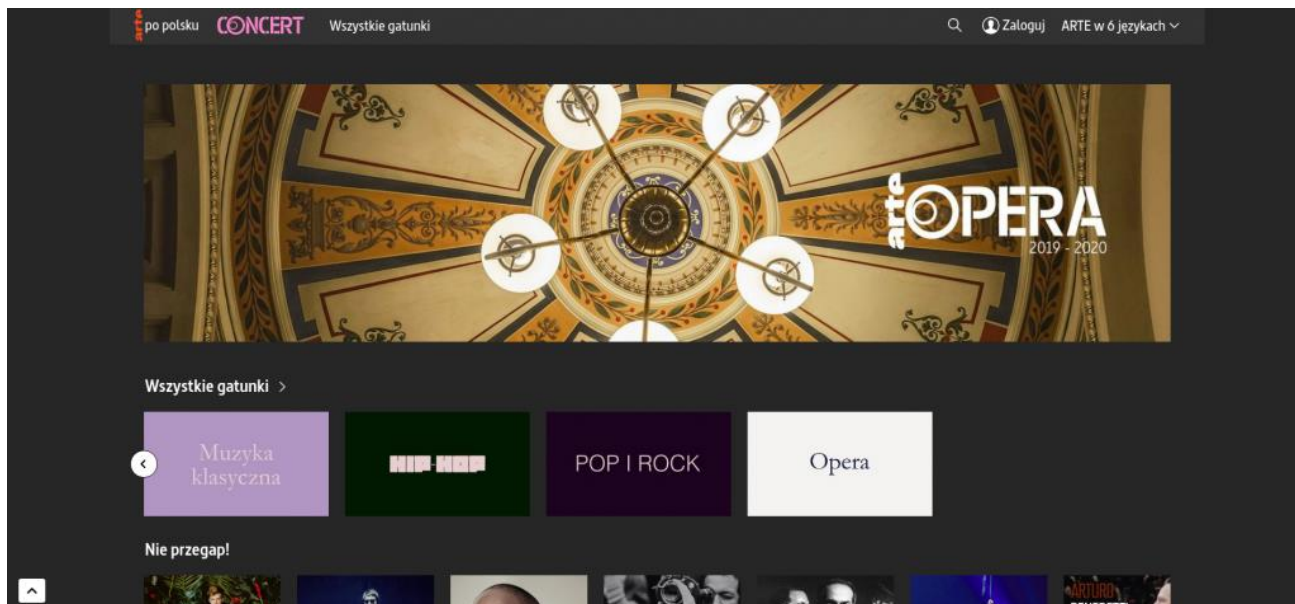 arte po polsku CONCERT Wszystkie gatunki Zaloguj ARTE w 6 językach
arte OPERA
2019 - 2020
Wszystkie gatunki
Muzyka
klasyczna
HIP-HOP
POP I ROCK
Opera
Nie przegap!
ARTURO